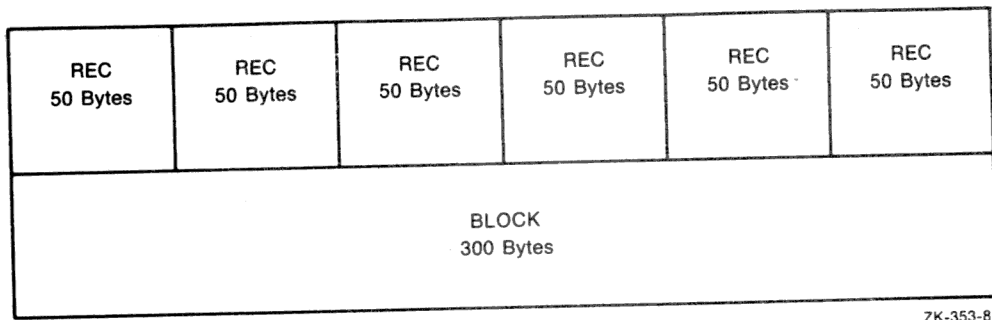 REC REC REC REC REC REC
50 Bytes 50 Bytes 50 Bytes 50 Bytes 50 Bytes 50 Bytes
BLOCK
300 Bytes
ZK-353-8